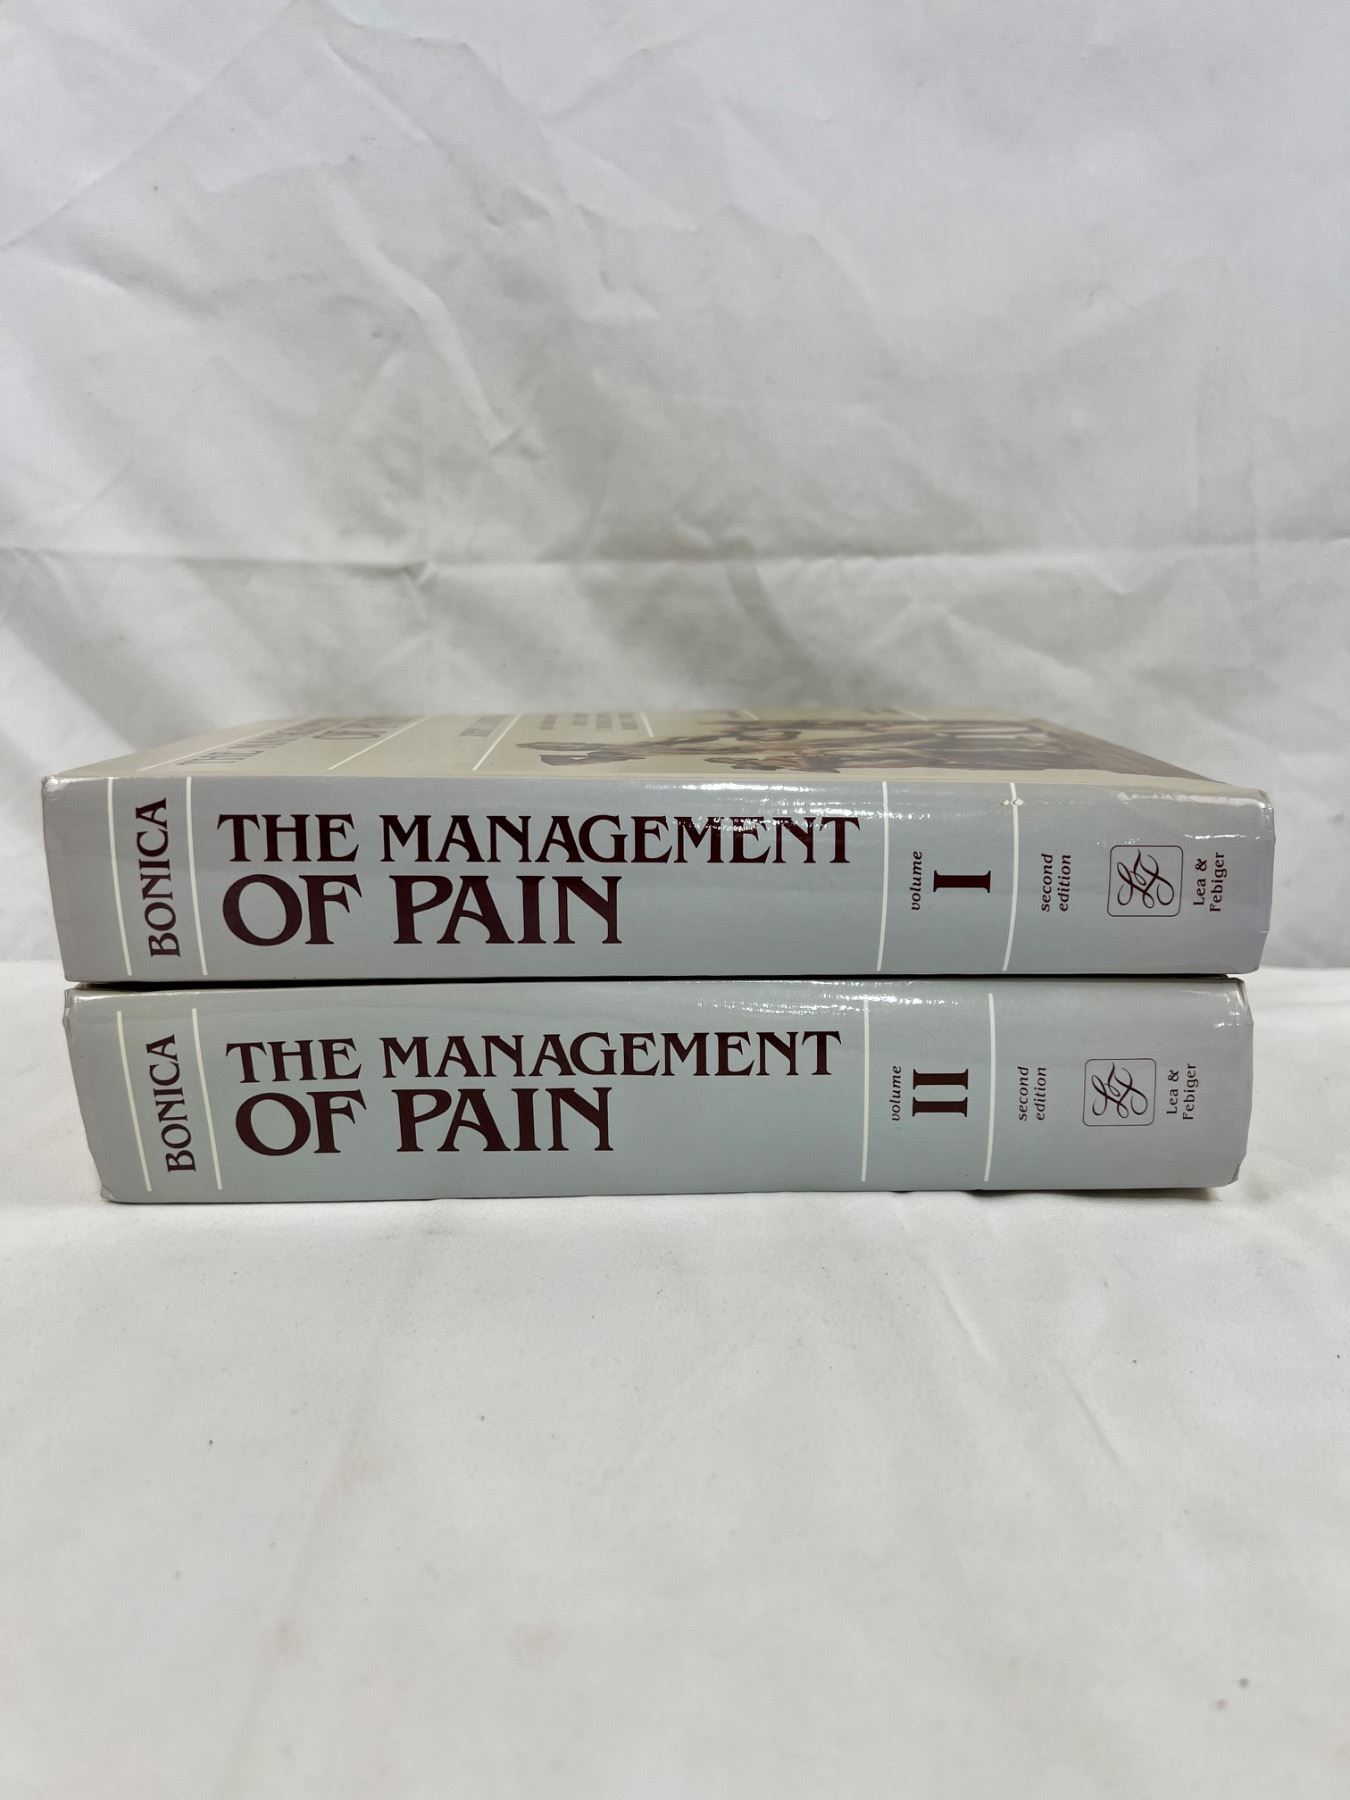 BONICA
THE MANAGEMENT
OF PAIN
volume
I
second
edition
Lea &
Febiger
BONICA
THE MANAGEMENT
OF PAIN
volume
II
second
edition
Lea &
Febiger